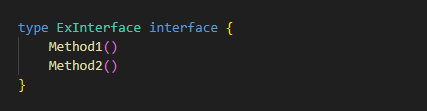 type ExInterface interface {
    Method1()
    Method2()
}